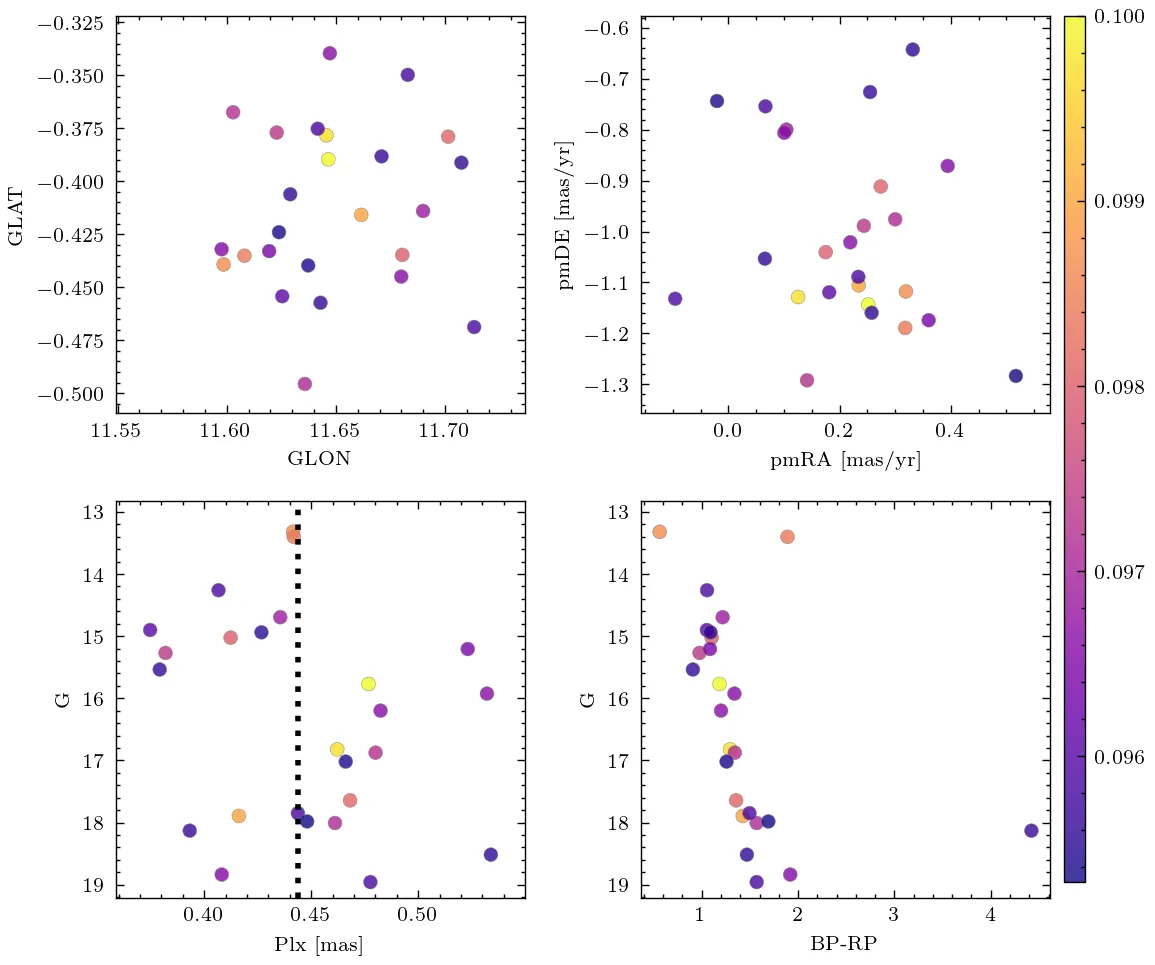 −0.325
−0.350
−0.375
−0.400
−0.425
−0.450
−0.475
−0.500
GLAT
11.55 11.60 11.65 11.70
GLON
−0.6
−0.7
−0.8
−0.9
−1.0
−1.1
−1.2
−1.3
pmDE [mas/yr]
0.0 0.2 0.4
pmRA [mas/yr]
0.100
0.099
0.098
0.097
0.096
13
14
15
16
17
18
19
G
0.40 0.45 0.50
Plx [mas]
13
14
15
16
17
18
19
G
1 2 3 4
BP-RP